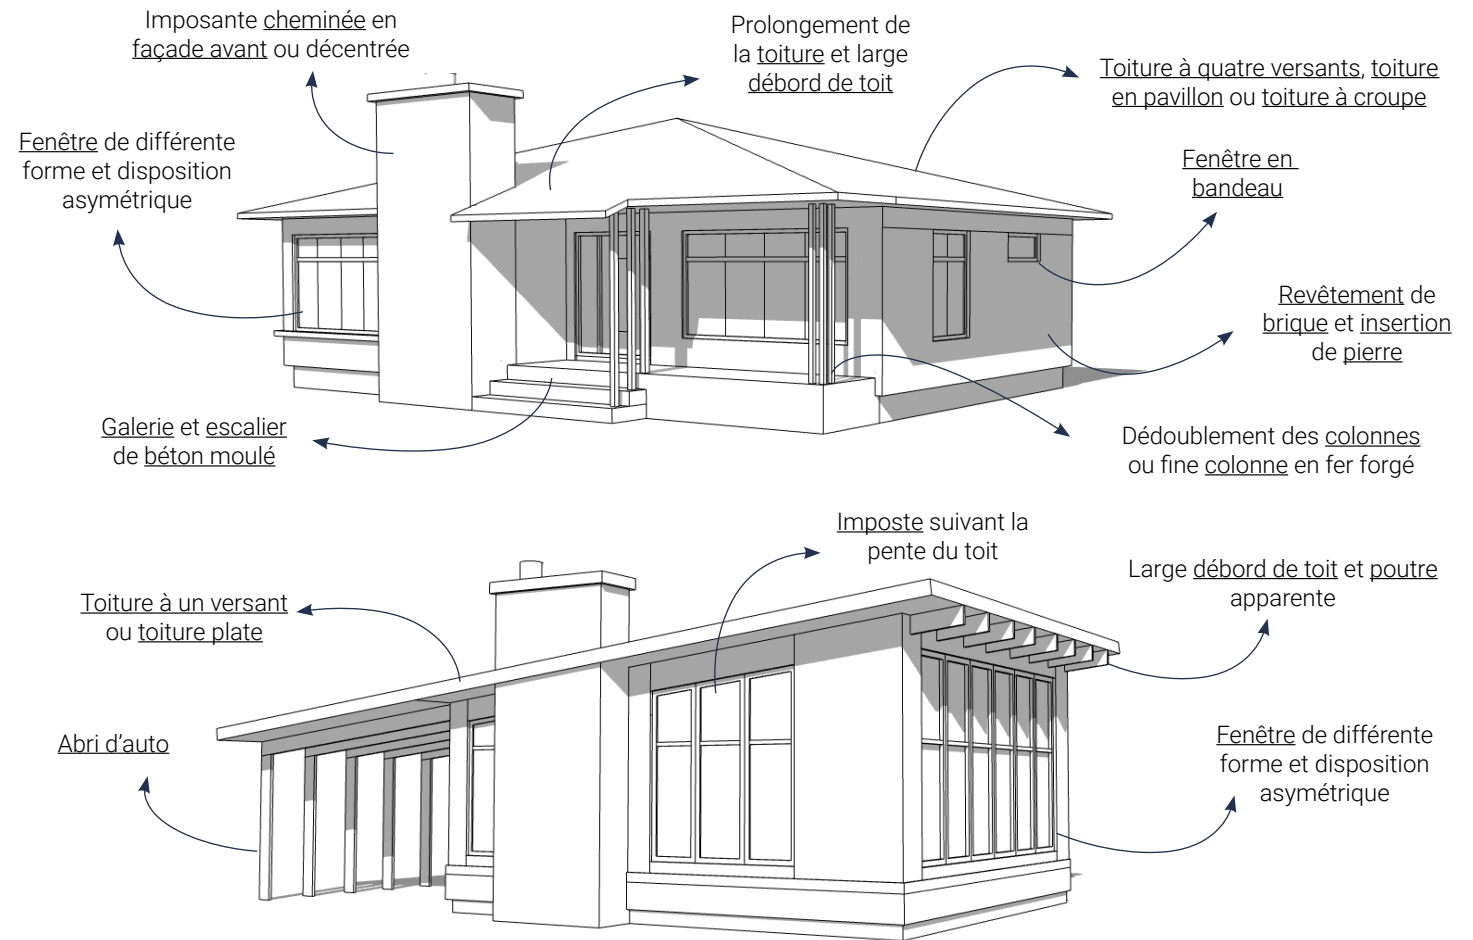 Imposante cheminée en
façade avant ou décentrée
Prolongement de
la toiture et large
débord de toit
Toiture à quatre versants, toiture
en pavillon ou toiture à croupe
Fenêtre de différente
forme et disposition
asymétrique
Fenêtre en
bandeau
Revêtement de
brique et insertion
de pierre
Galerie et escalier
de béton moulé
Dédoublement des colonnes
ou fine colonne en fer forgé
Imposte suivant la
pente du toit
Large débord de toit et poutre
apparente
Toiture à un versant
ou toiture plate
Abri d'auto
Fenêtre de différente
forme et disposition
asymétrique